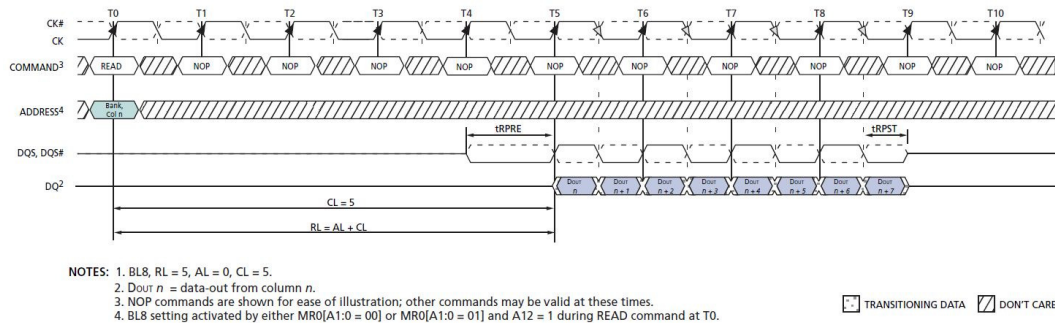 T0 T1 T2 T3 T4 T5 T6 T7 T8 T9 T10
CK#
CK
COMMAND3 READ NOP NOP NOP NOP NOP NOP NOP NOP NOP NOP
ADDRESS4 Bank,
Col n
tRPRE tRPST
DQS, DQS#
DQ2 DOUT n DOUT n + 1 DOUT n + 2 DOUT n + 3 DOUT n + 4 DOUT n + 5 DOUT n + 6 DOUT n + 7
CL = 5
RL = AL + CL
NOTES: 1. BL8, RL = 5, AL = 0, CL = 5.
2. DOUT n = data-out from column n.
3. NOP commands are shown for ease of illustration; other commands may be valid at these times.
4. BL8 setting activated by either MR0[A1:0 = 00] or MR0[A1:0 = 01] and A12 = 1 during READ command at T0.
TRANSITIONING DATA DON'T CARE